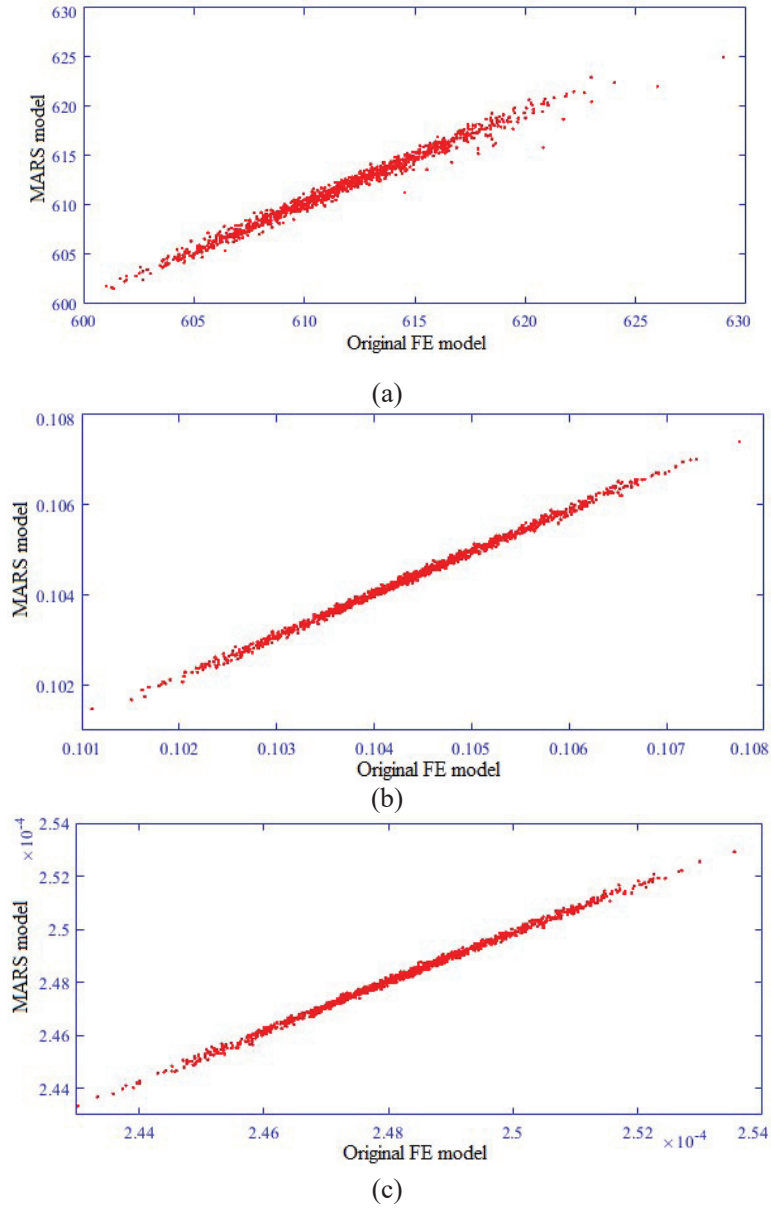 630
625
620
615
610
605
600
MARS model
600 605 610 615 620 625 630
Original FE model
(a)
0.108
0.106
0.104
0.102
MARS model
0.101 0.102 0.103 0.104 0.105 0.106 0.107 0.108
Original FE model
(b)
×10⁻⁴
2.54
2.52
2.5
2.48
2.46
2.44
MARS model
2.44 2.46 2.48 2.5 2.52 2.54
×10⁻⁴
Original FE model
(c)